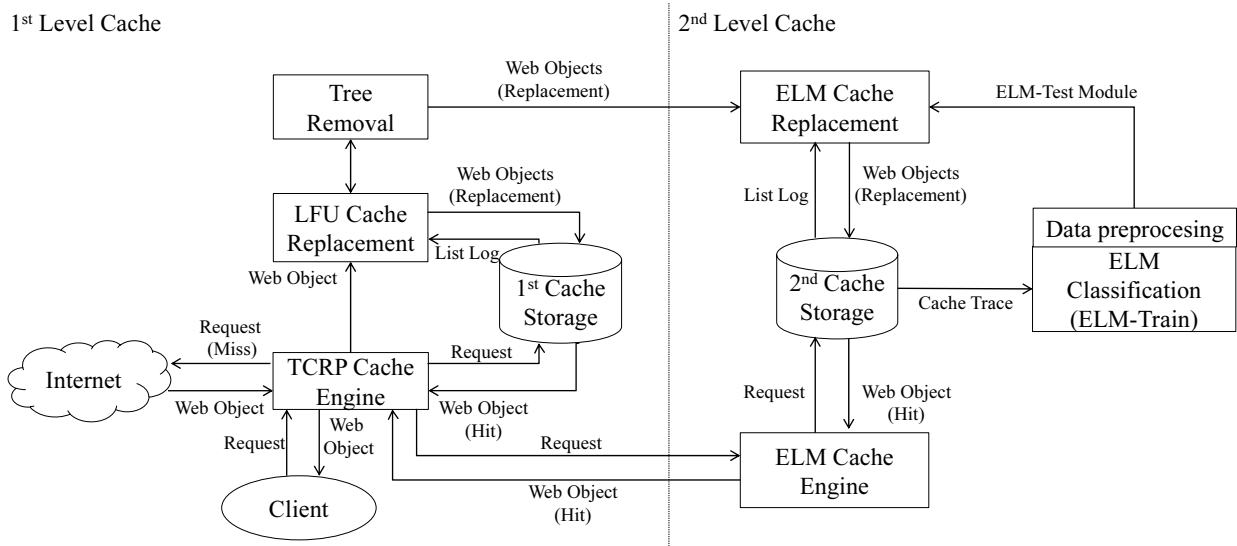 1st Level Cache
2nd Level Cache
Tree
Removal
Web Objects
(Replacement)
ELM Cache
Replacement
ELM-Test Module
LFU Cache
Replacement
Web Objects
(Replacement)
List Log
Web Object
1st Cache
Storage
List Log
Web Objects
(Replacement)
2nd Cache
Storage
Cache Trace
Data preprocesing
ELM
Classification
(ELM-Train)
Request
(Miss)
Internet
Web Object
TCRP Cache
Engine
Request
Web Object
(Hit)
Request
Web
Object
Client
Request
Web Object
(Hit)
Request
Web Object
(Hit)
ELM Cache
Engine